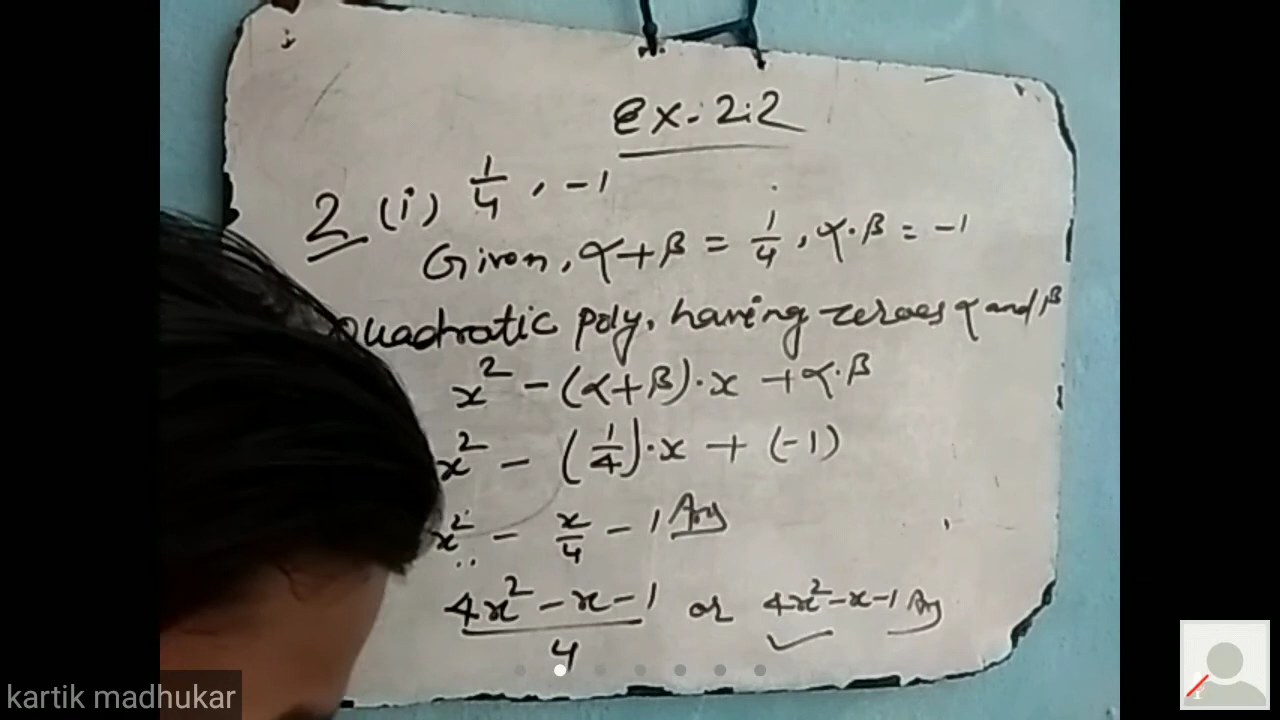 ex. 2.2
2 (i) 1/4, -1
Given, α+β = 1/4, α·β = -1
Quadratic poly. having zeroes α and β
x² - (α+β)·x + α·β
x² - (1/4)·x + (-1)
x² - x/4 - 1 Ans
(4x² - x - 1)/4 or 4x² - x - 1 Ans
kartik madhukar